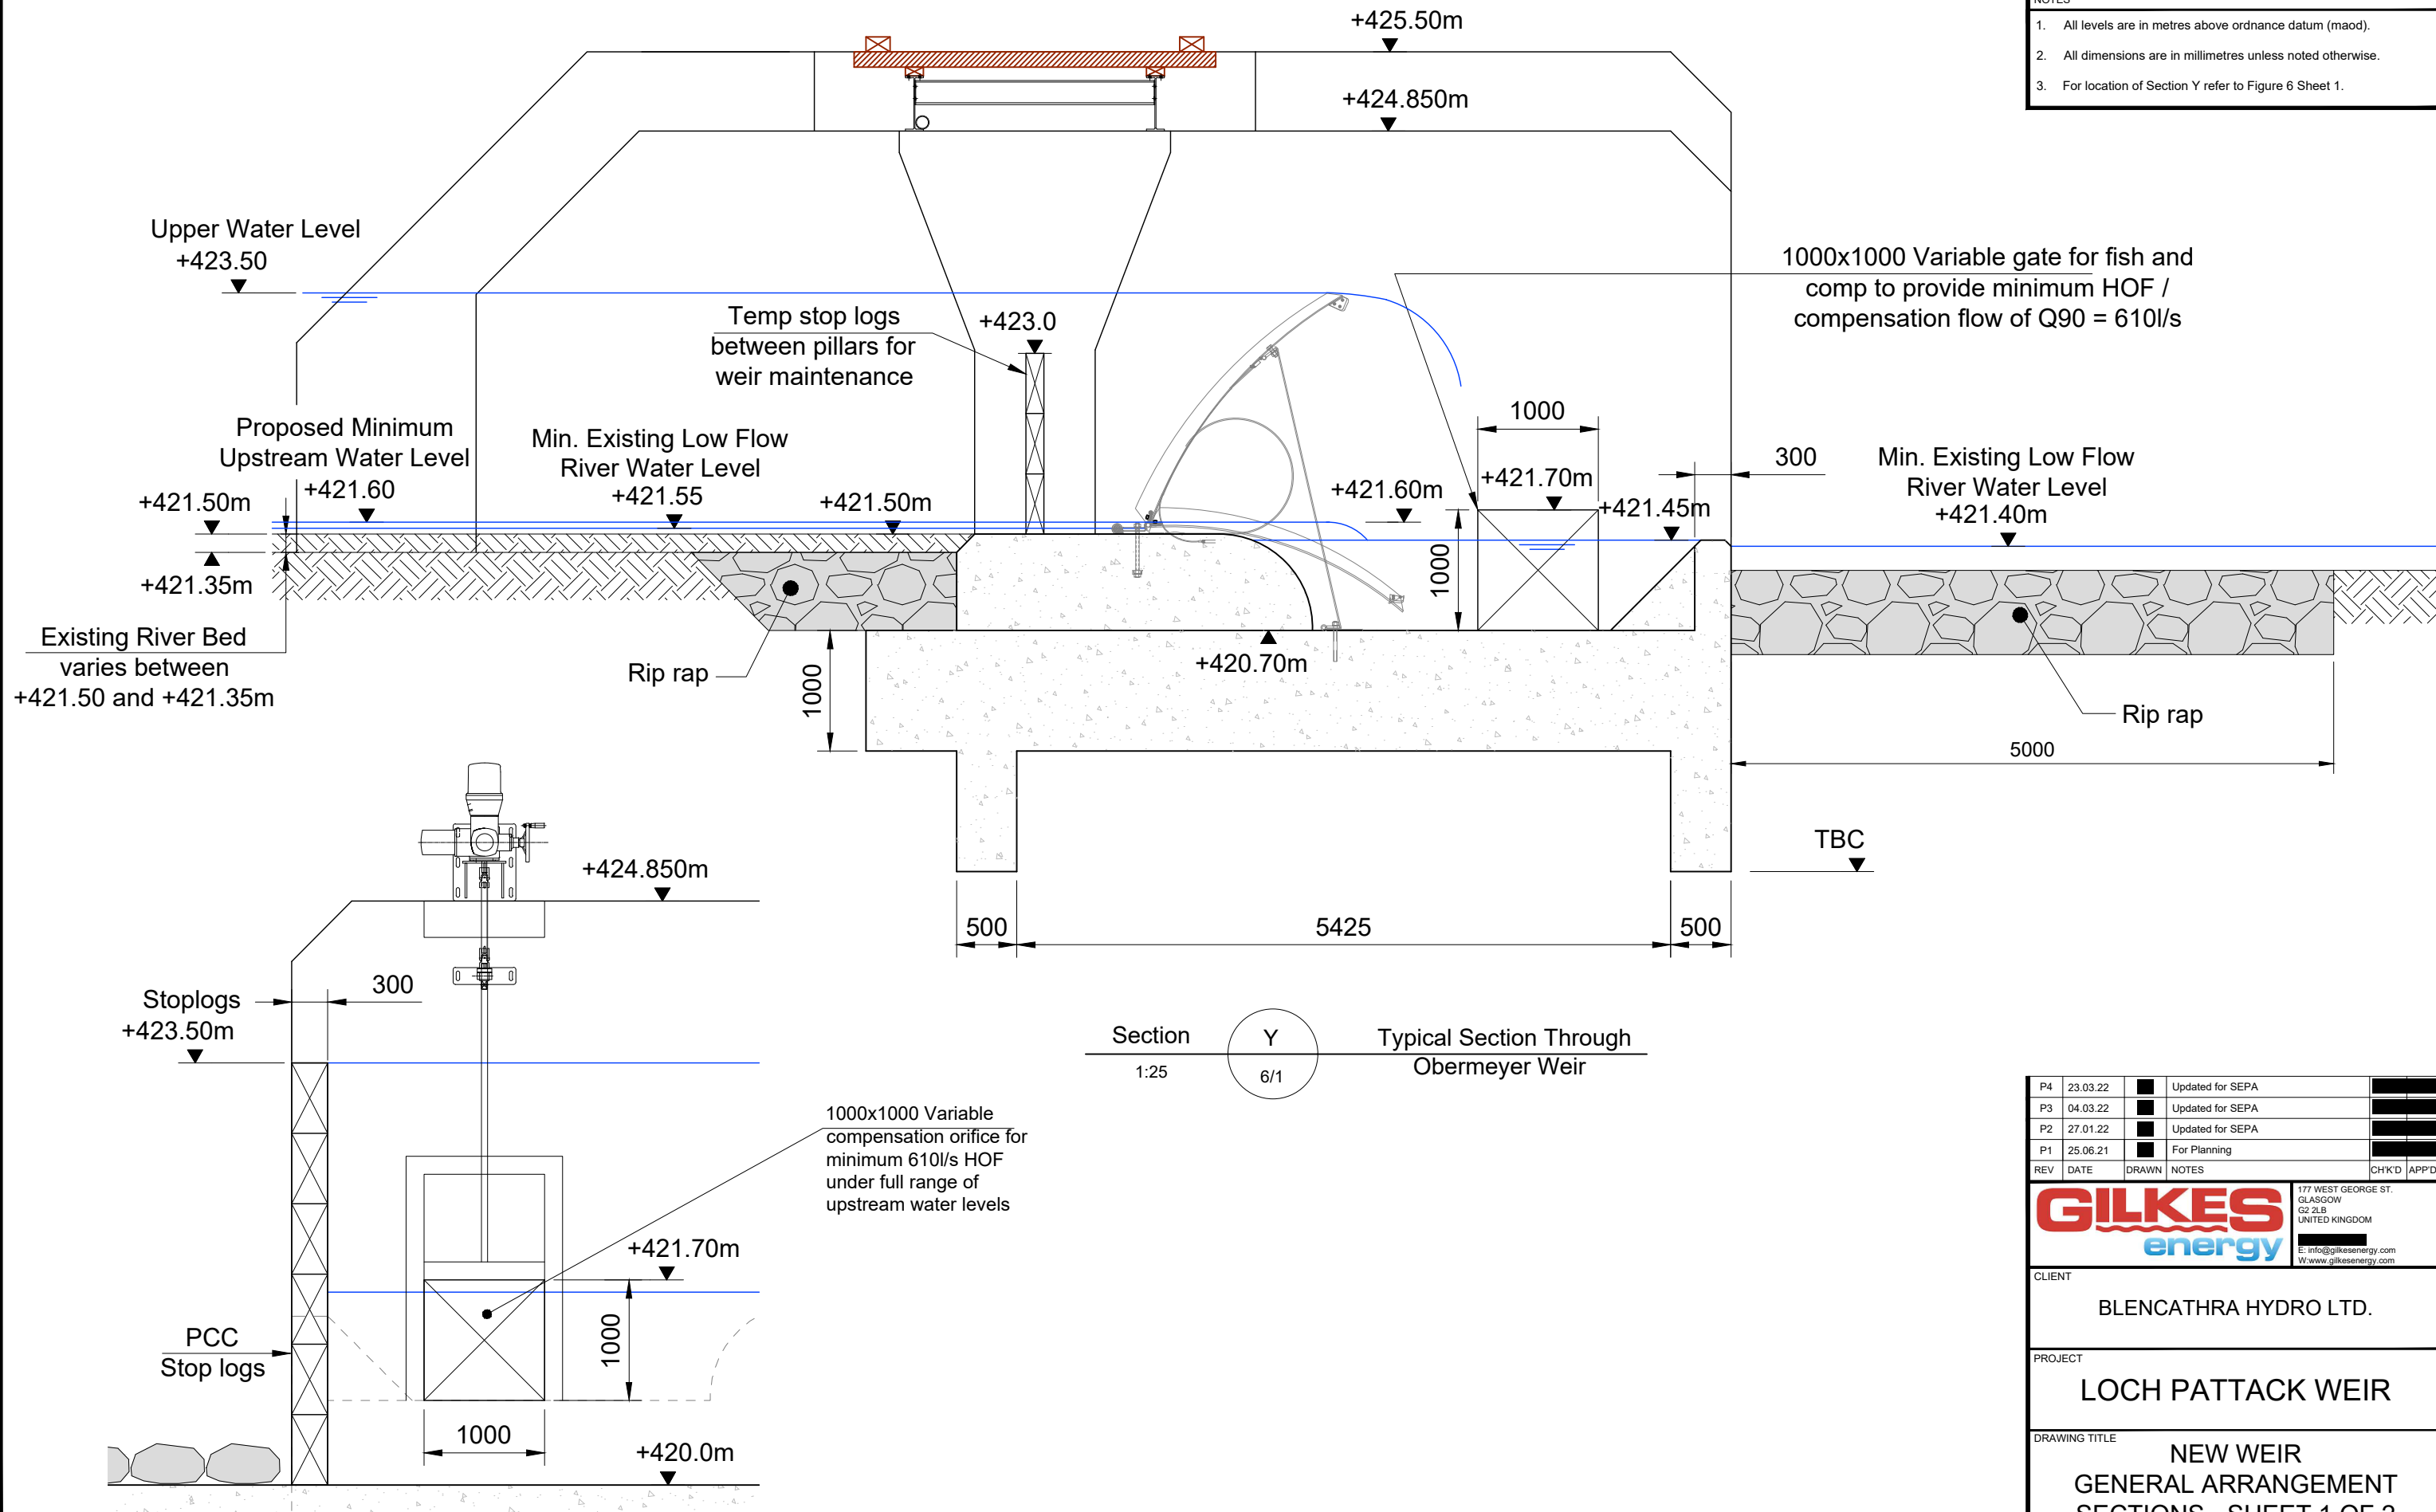 NOTES
1. All levels are in metres above ordnance datum (maod).
2. All dimensions are in millimetres unless noted otherwise.
3. For location of Section Y refer to Figure 6 Sheet 1.
+425.50m
+424.850m
Upper Water Level
+423.50
1000x1000 Variable gate for fish and
comp to provide minimum HOF /
compensation flow of Q90 = 610l/s
Temp stop logs
between pillars for
weir maintenance
+423.0
Proposed Minimum
Upstream Water Level
+421.60
Min. Existing Low Flow
River Water Level
+421.55
+421.50m
+421.50m
+421.35m
Existing River Bed
varies between
+421.50 and +421.35m
+421.60m
1000
+421.70m
+421.45m
1000
300
Min. Existing Low Flow
River Water Level
+421.40m
Rip rap
1000
+420.70m
Rip rap
5000
TBC
500
5425
500
+424.850m
Stoplogs
+423.50m
300
PCC
Stop logs
1000x1000 Variable
compensation orifice for
minimum 610l/s HOF
under full range of
upstream water levels
+421.70m
1000
1000
+420.0m
Section
1:25
Y
6/1
Typical Section Through
Obermeyer Weir
P4 23.03.22 Updated for SEPA
P3 04.03.22 Updated for SEPA
P2 27.01.22 Updated for SEPA
P1 25.06.21 For Planning
REV DATE DRAWN NOTES CH'K'D APP'D
GILKES
energy
177 WEST GEORGE ST.
GLASGOW
G2 2LB
UNITED KINGDOM
E: info@gilkesenergy.com
W:www.gilkesenergy.com
CLIENT
BLENCATHRA HYDRO LTD.
PROJECT
LOCH PATTACK WEIR
DRAWING TITLE
NEW WEIR
GENERAL ARRANGEMENT
SECTIONS - SHEET 1 OF 2